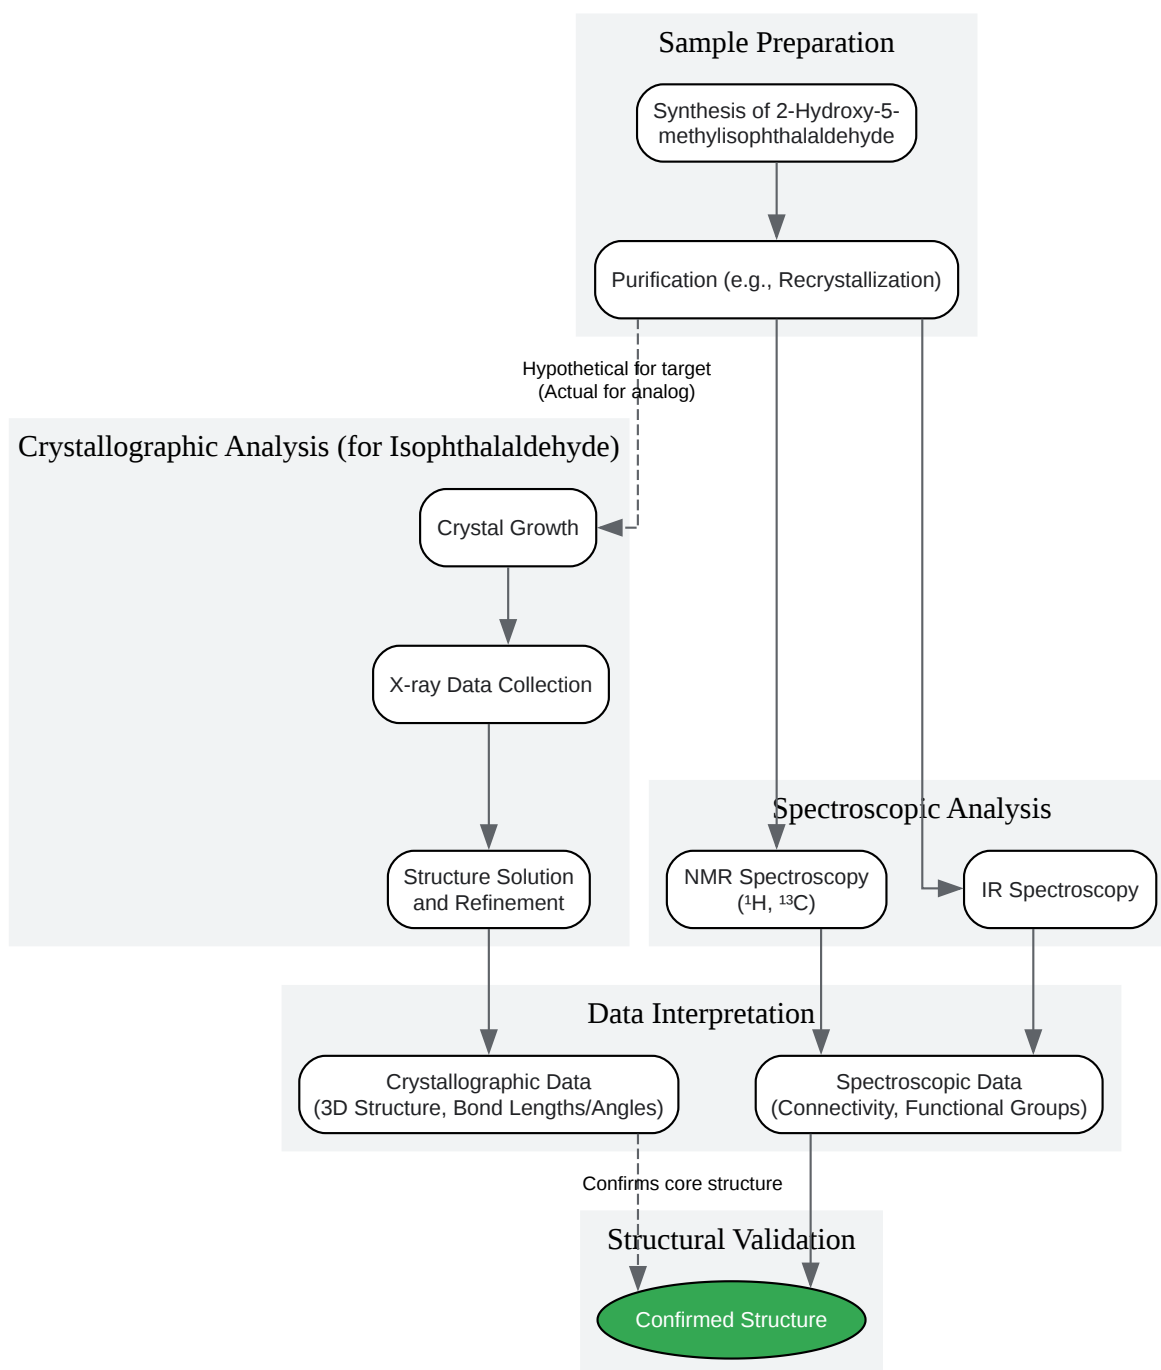 Sample Preparation
Synthesis of 2-Hydroxy-5-
methylisophthalaldehyde
Purification (e.g., Recrystallization)
Hypothetical for target
(Actual for analog)
Crystallographic Analysis (for Isophthalaldehyde)
Crystal Growth
X-ray Data Collection
Structure Solution
and Refinement
Spectroscopic Analysis
NMR Spectroscopy
(¹H, ¹³C)
IR Spectroscopy
Data Interpretation
Crystallographic Data
(3D Structure, Bond Lengths/Angles)
Spectroscopic Data
(Connectivity, Functional Groups)
Confirms core structure
Structural Validation
Confirmed Structure